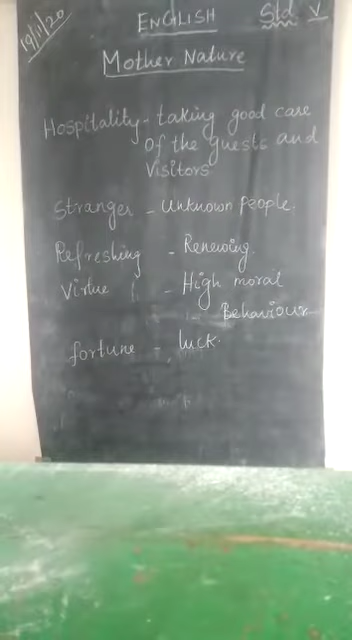 19/11/20
ENGLISH
Std V
Mother Nature
Hospitality - taking good care
of the guests and
visitors
Stranger - Unknown people.
Refreshing - Renewing.
Virtue - High moral
Behaviour
fortune - luck.